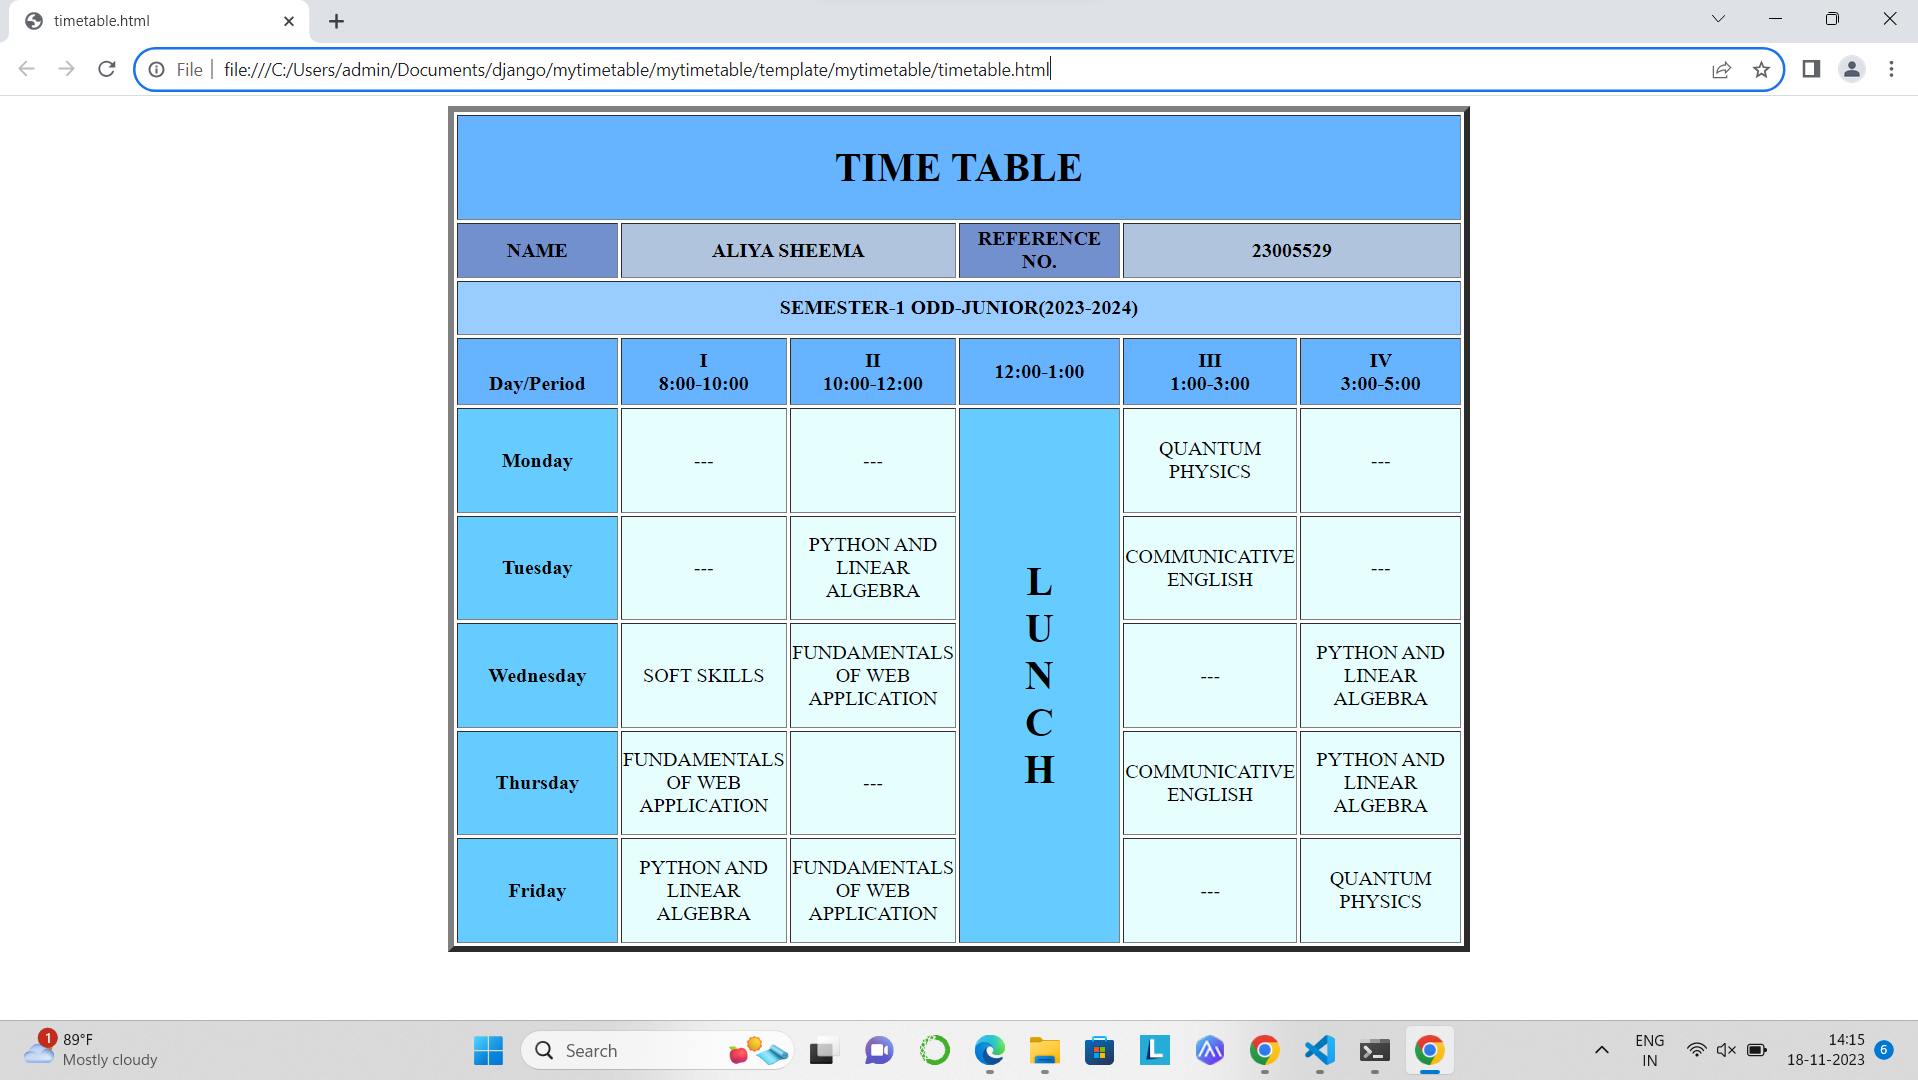 timetable.html
File
file:///C:/Users/admin/Documents/django/mytimetable/mytimetable/template/mytimetable/timetable.html
TIME TABLE
NAME
ALIYA SHEEMA
REFERENCE
NO.
23005529
SEMESTER-1 ODD-JUNIOR(2023-2024)
Day/Period
I
8:00-10:00
II
10:00-12:00
12:00-1:00
III
1:00-3:00
IV
3:00-5:00
Monday
---
---
L
U
N
C
H
QUANTUM
PHYSICS
---
Tuesday
---
PYTHON AND
LINEAR
ALGEBRA
COMMUNICATIVE
ENGLISH
---
Wednesday
SOFT SKILLS
FUNDAMENTALS
OF WEB
APPLICATION
---
PYTHON AND
LINEAR
ALGEBRA
Thursday
FUNDAMENTALS
OF WEB
APPLICATION
---
COMMUNICATIVE
ENGLISH
PYTHON AND
LINEAR
ALGEBRA
Friday
PYTHON AND
LINEAR
ALGEBRA
FUNDAMENTALS
OF WEB
APPLICATION
---
QUANTUM
PHYSICS
1
89°F
Mostly cloudy
Search
L
ENG
IN
14:15
18-11-2023
6